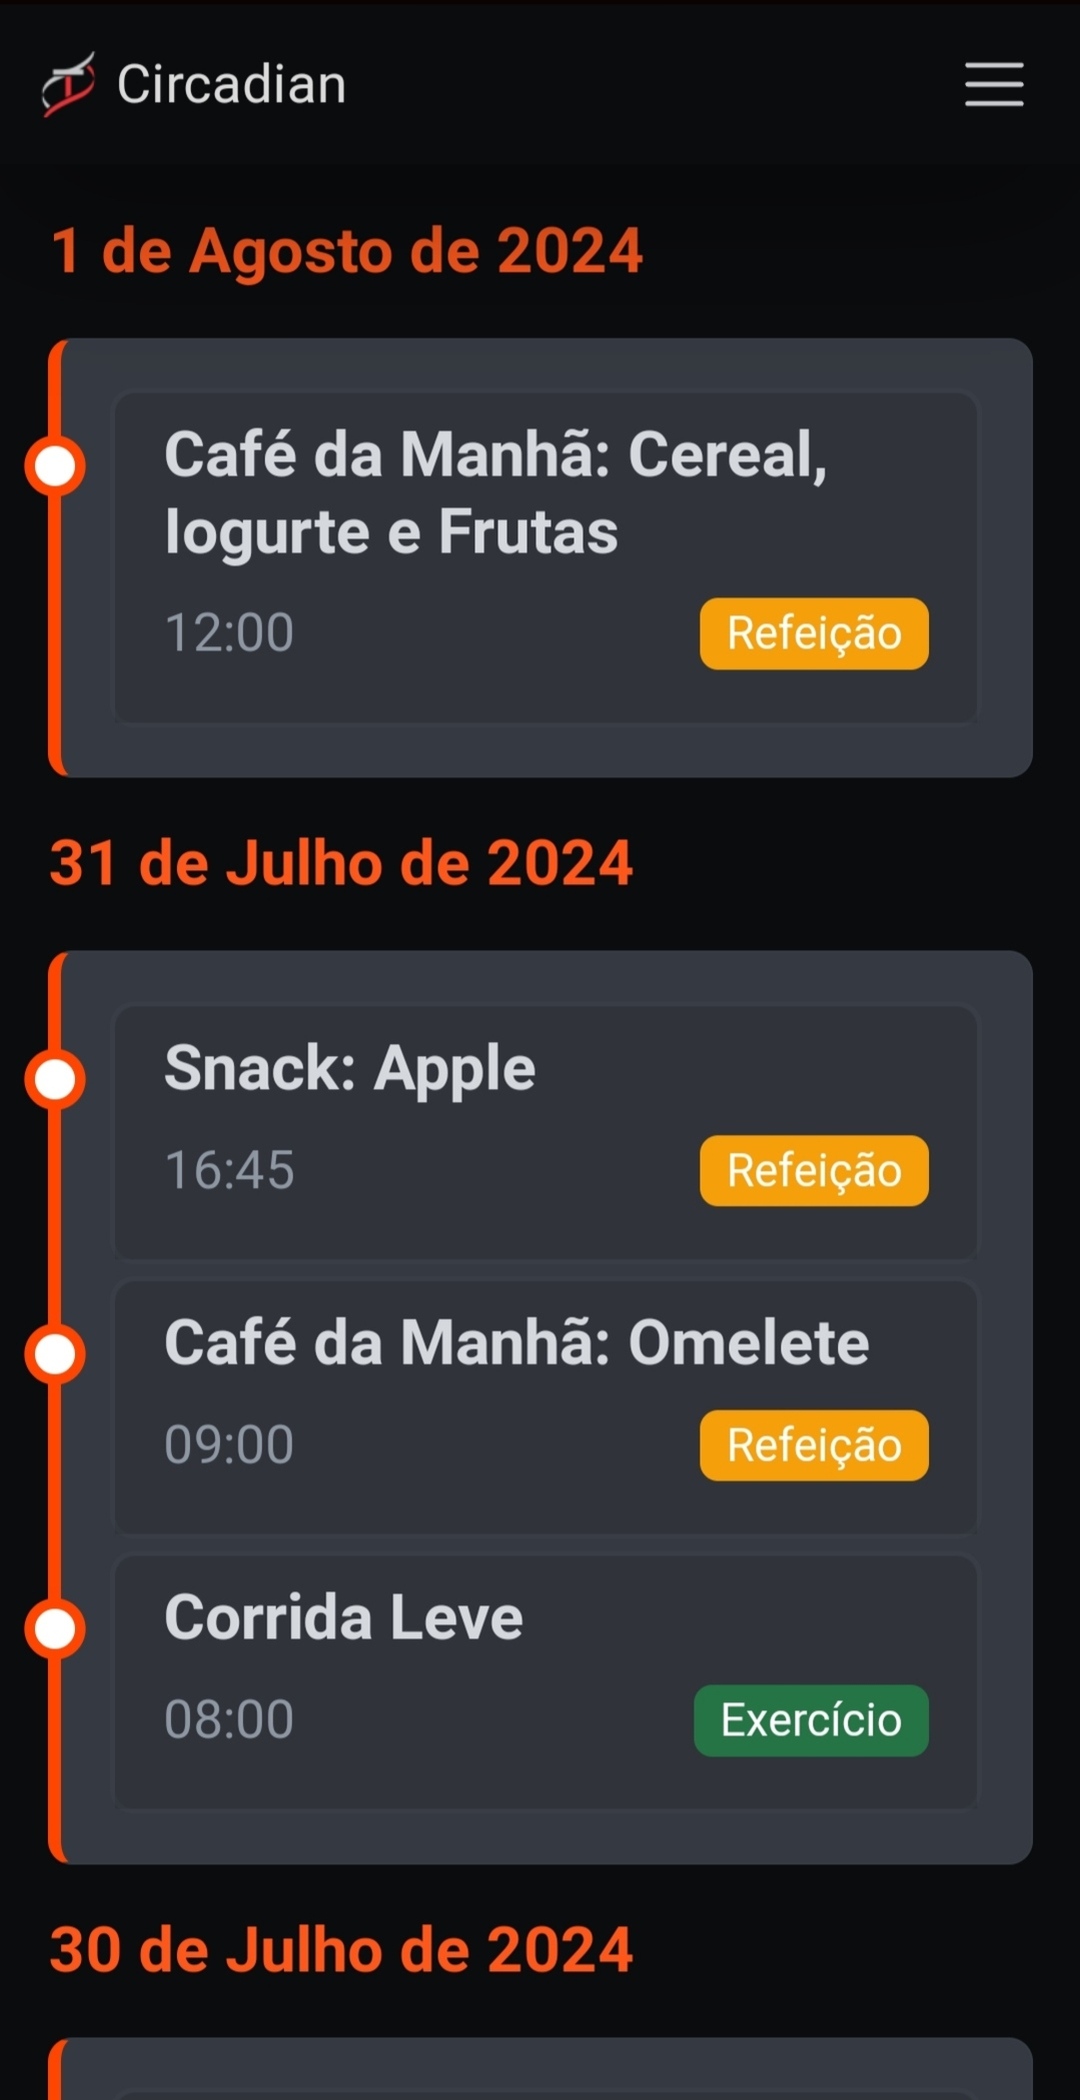 Circadian
1 de Agosto de 2024
Café da Manhã: Cereal,
Iogurte e Frutas
12:00
Refeição
31 de Julho de 2024
Snack: Apple
16:45
Refeição
Café da Manhã: Omelete
09:00
Refeição
Corrida Leve
08:00
Exercício
30 de Julho de 2024